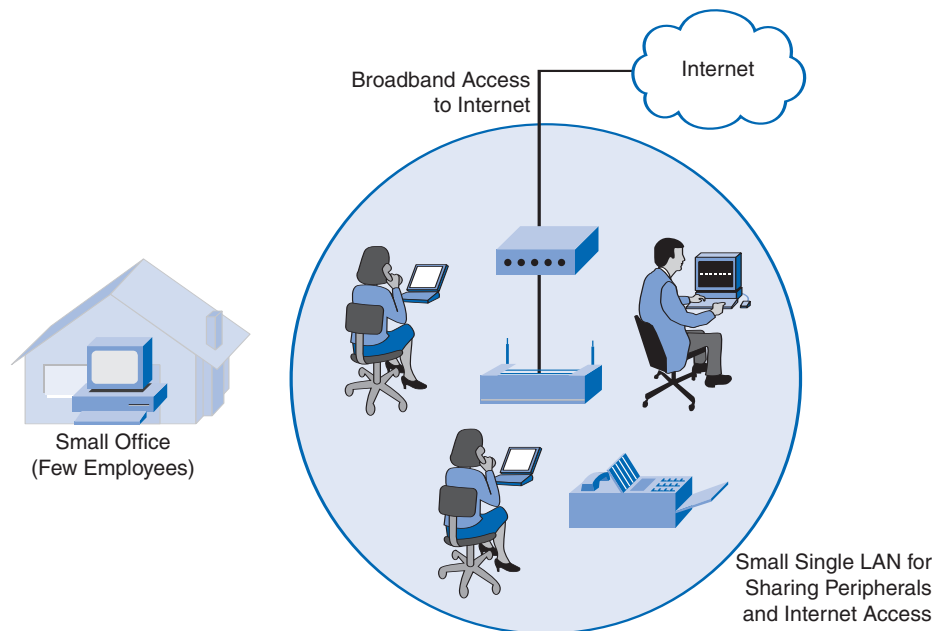 Internet
Broadband Access
to Internet
Small Office
(Few Employees)
Small Single LAN for
Sharing Peripherals
and Internet Access